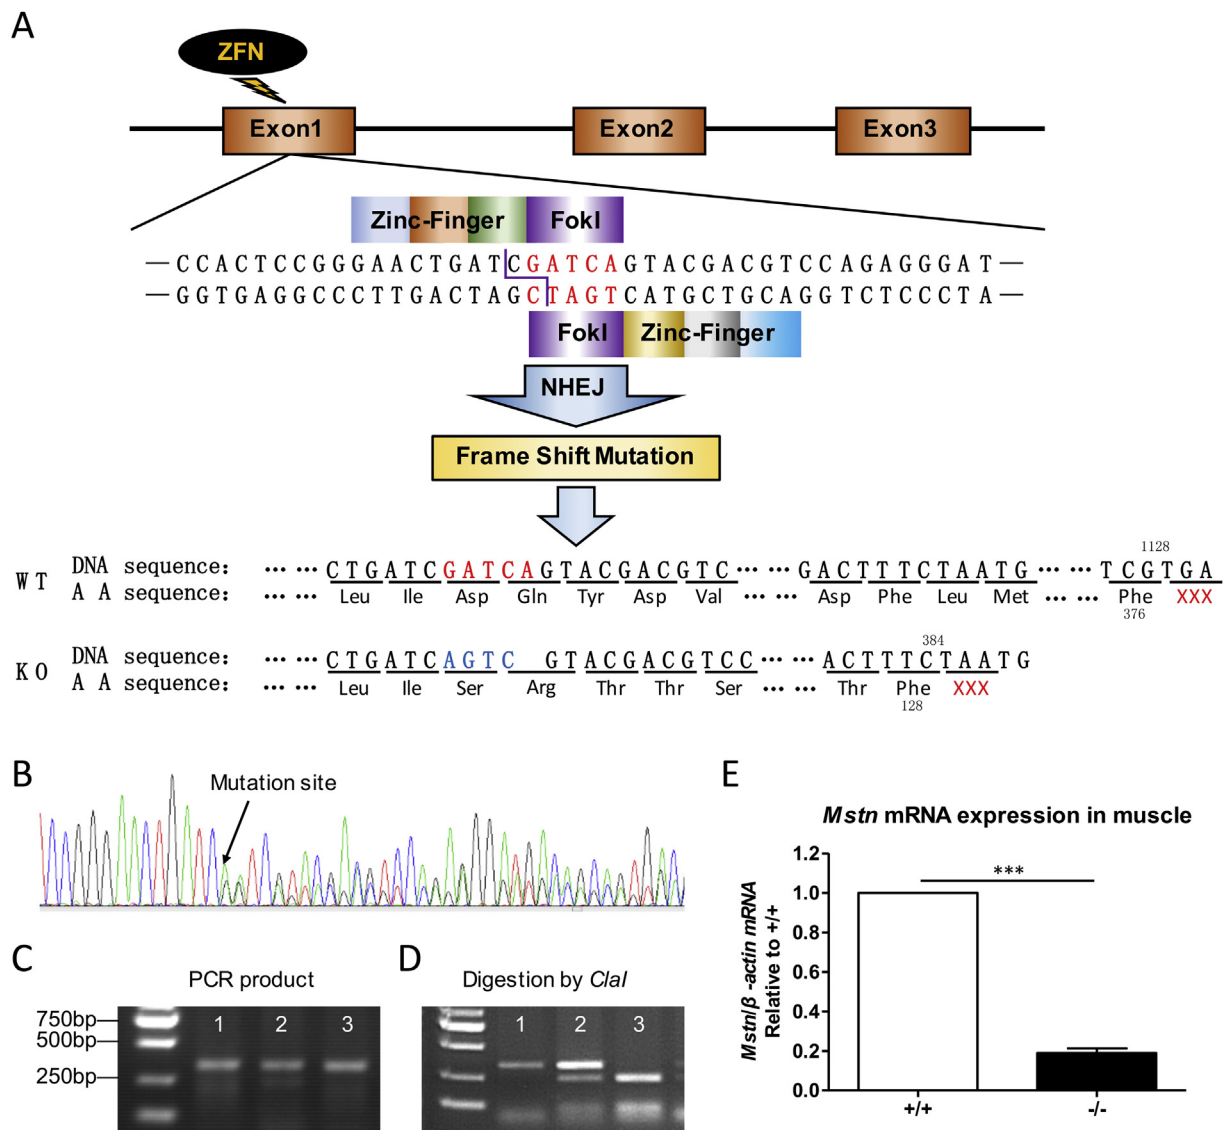 A
ZFN
Exon1 Exon2 Exon3
Zinc-Finger FokI
— CCACTCCGGGAACTGATCGATCAGTACGACGTCCAGAGGGAT —
— GGTGAGGCCCTTGACTAGCTAGTCATGCTGCAGGTCTCCCTA —
FokI Zinc-Finger
NHEJ
Frame Shift Mutation
1128
WT DNA sequence: ... ... CTGATCGATCAGTACGACGTC ... ... GACTTTCTAATG ... ... TCGTGA
A A sequence: ... ... Leu Ile Asp Gln Tyr Asp Val ... ... Asp Phe Leu Met ... ... Phe XXX
376
384
KO DNA sequence: ... ... CTGATCAGTC GTACGACGTCC ... ... ACTTTCTAATG
A A sequence: ... ... Leu Ile Ser Arg Thr Thr Ser ... ... Thr Phe XXX
128
B
Mutation site
C
PCR product
750bp
500bp
250bp
1 2 3
D
Digestion by ClaI
1 2 3
E
Mstn mRNA expression in muscle
Mstn/β -actin mRNA
Relative to +/+
1.2
1.0
0.8
0.6
0.4
0.2
0.0
***
+/+ -/-